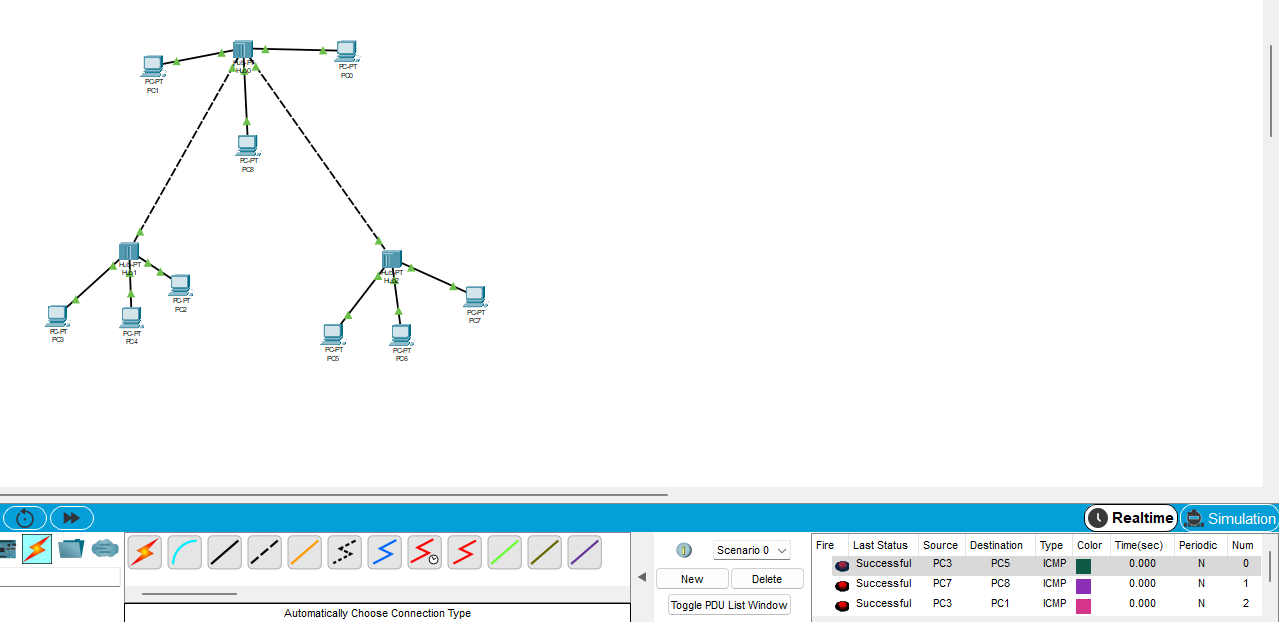 PC-PT
PC1
Hub-PT
Hub0
PC-PT
PC0
PC-PT
PC8
Hub-PT
Hub1
PC-PT
PC2
PC-PT
PC3
PC-PT
PC4
Hub-PT
Hub2
PC-PT
PC7
PC-PT
PC5
PC-PT
PC6
Realtime
Simulation
Scenario 0
New
Delete
Toggle PDU List Window
Automatically Choose Connection Type
Fire Last Status Source Destination Type Color Time(sec) Periodic Num
Successful PC3 PC5 ICMP 0.000 N 0
Successful PC7 PC8 ICMP 0.000 N 1
Successful PC3 PC1 ICMP 0.000 N 2